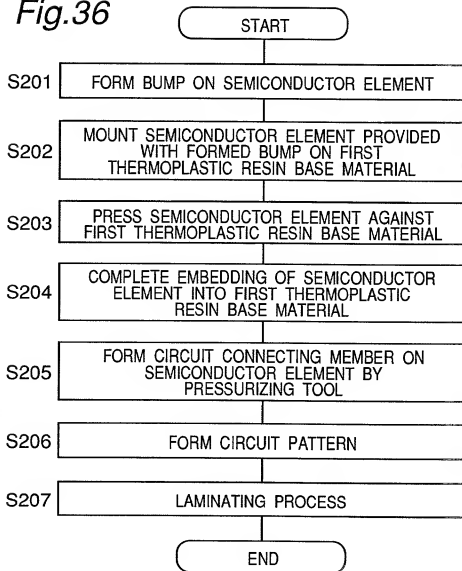 Fig.36
START
S201
FORM BUMP ON SEMICONDUCTOR ELEMENT
S202
MOUNT SEMICONDUCTOR ELEMENT PROVIDED
WITH FORMED BUMP ON FIRST
THERMOPLASTIC RESIN BASE MATERIAL
S203
PRESS SEMICONDUCTOR ELEMENT AGAINST
FIRST THERMOPLASTIC RESIN BASE MATERIAL
S204
COMPLETE EMBEDDING OF SEMICONDUCTOR
ELEMENT INTO FIRST THERMOPLASTIC
RESIN BASE MATERIAL
S205
FORM CIRCUIT CONNECTING MEMBER ON
SEMICONDUCTOR ELEMENT BY
PRESSURIZING TOOL
S206
FORM CIRCUIT PATTERN
S207
LAMINATING PROCESS
END